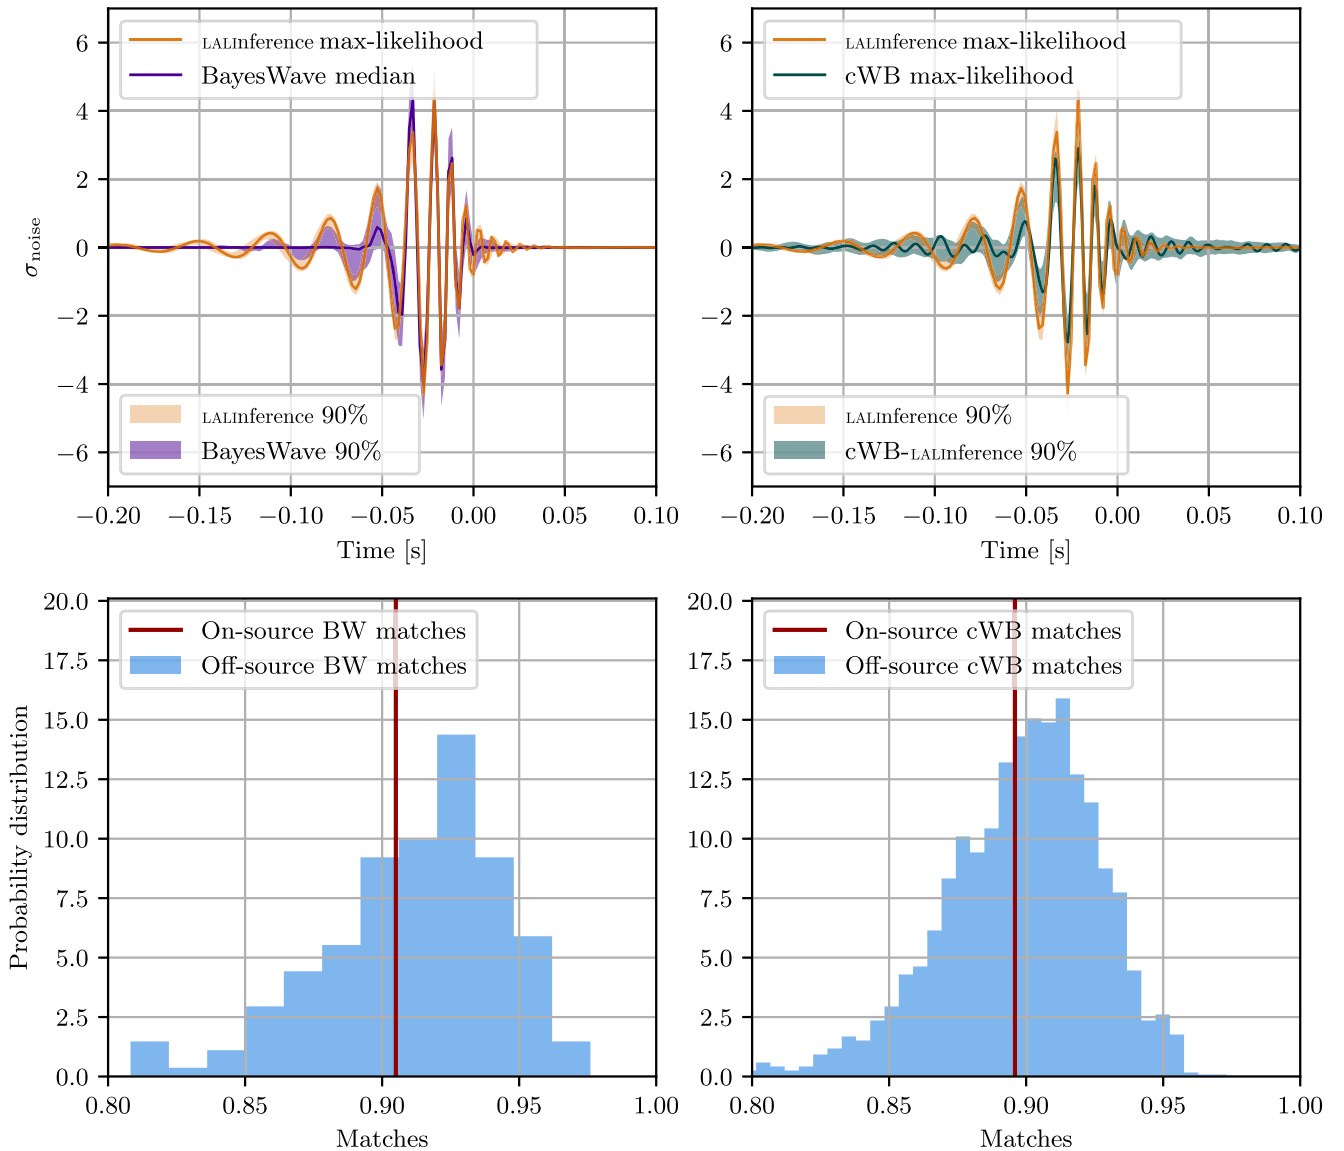 LALInference max-likelihood
BayesWave median
6
4
2
0
−2
−4
−6
σnoise
LALInference 90%
BayesWave 90%
−0.20 −0.15 −0.10 −0.05 0.00 0.05 0.10
Time [s]
LALInference max-likelihood
cWB max-likelihood
6
4
2
0
−2
−4
−6
LALInference 90%
cWB-LALInference 90%
−0.20 −0.15 −0.10 −0.05 0.00 0.05 0.10
Time [s]
On-source BW matches
Off-source BW matches
20.0
17.5
15.0
12.5
10.0
7.5
5.0
2.5
0.0
Probability distribution
0.80 0.85 0.90 0.95 1.00
Matches
On-source cWB matches
Off-source cWB matches
20.0
17.5
15.0
12.5
10.0
7.5
5.0
2.5
0.0
0.80 0.85 0.90 0.95 1.00
Matches